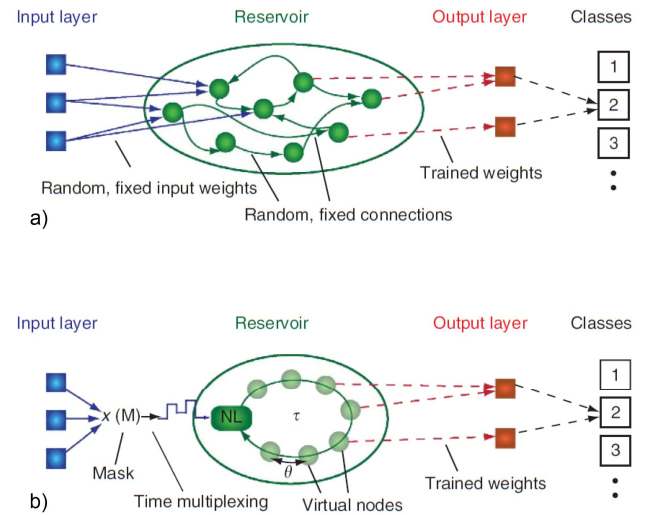 Input layer Reservoir Output layer Classes
1
2
3
Random, fixed input weights
Trained weights
Random, fixed connections
a)
Input layer Reservoir Output layer Classes
1
x (M) NL τ 2
3
θ
Mask
Trained weights
Time multiplexing Virtual nodes
b)